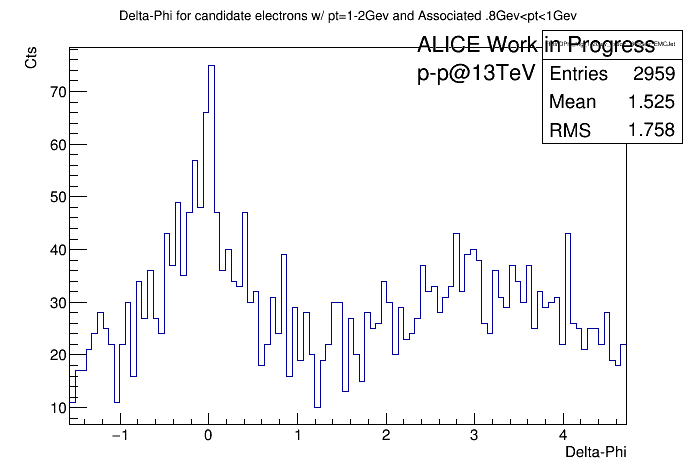 Delta-Phi for candidate electrons w/ pt=1-2Gev and Associated .8Gev<pt<1Gev
ALICE Work in Progress
p-p@13TeV
Entries 2959
Mean 1.525
RMS 1.758
Cts
70
60
50
40
30
20
10
−1 0 1 2 3 4
Delta-Phi